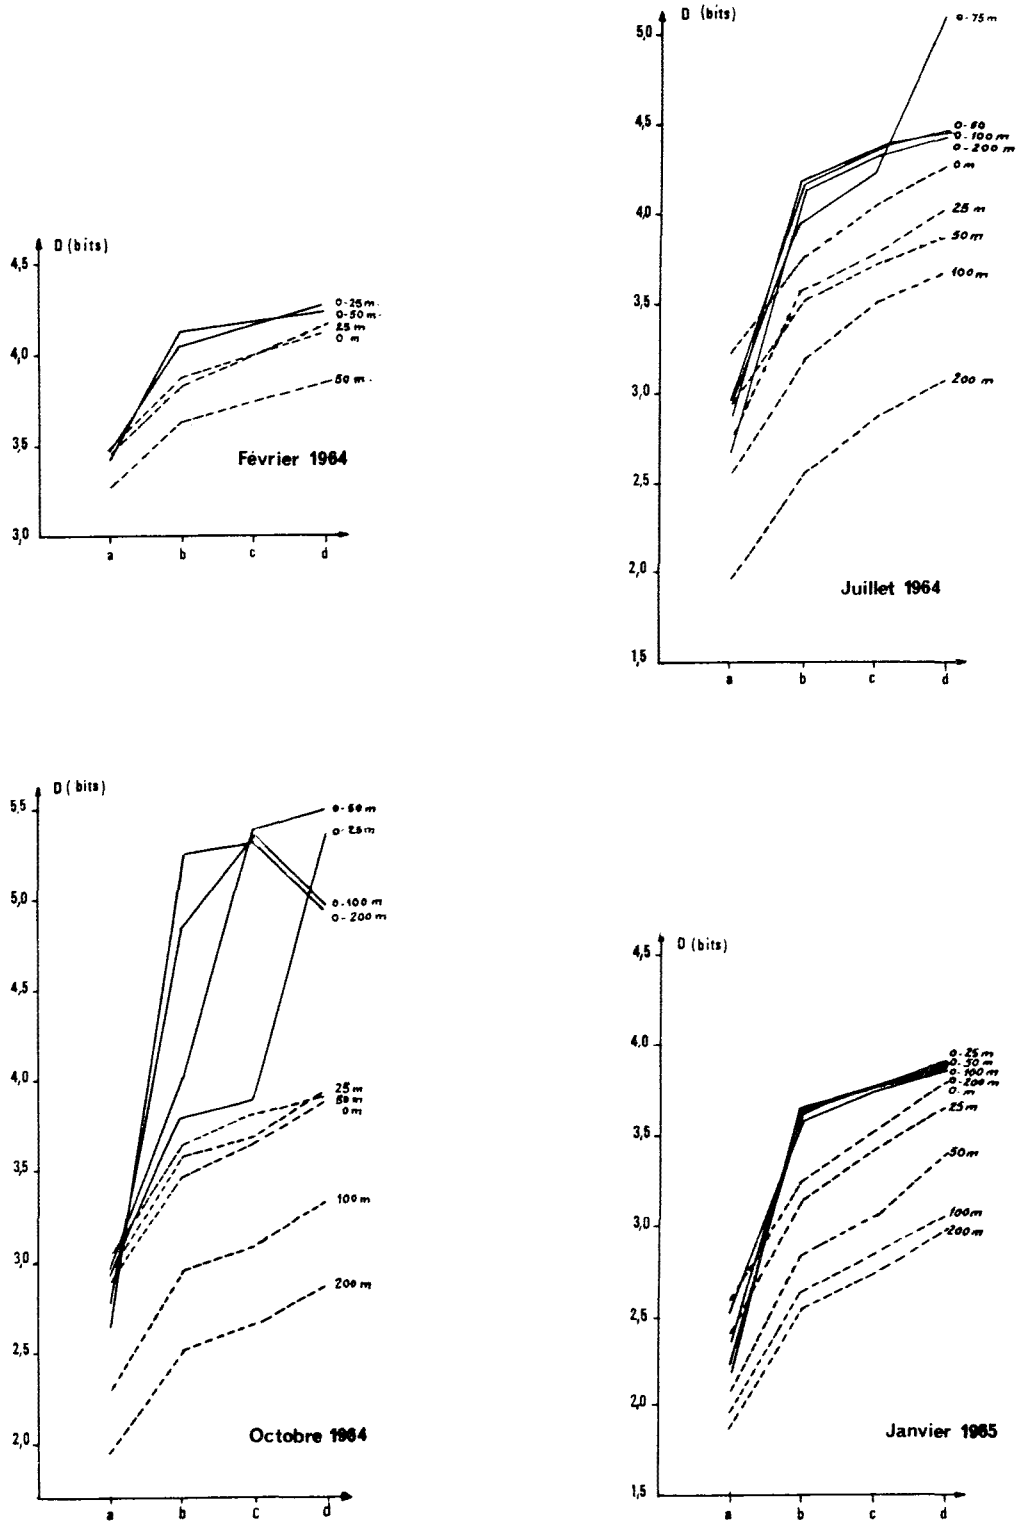 D (bits)
4,5
4,0
3,5
3,0
a b c d
0-25 m.
0-50 m.
25 m
0 m
50 m.
Février 1964
D (bits)
5,0
4,5
4,0
3,5
3,0
2,5
2,0
1,5
a b c d
0-75 m
0-50
0-100 m
0-200 m
0 m
25 m
50 m
100 m
200 m
Juillet 1964
D (bits)
5,5
5,0
4,5
4,0
3,5
3,0
2,5
2,0
a b c d
0-50 m
0-25 m
0-100 m
0-200 m
25 m
50 m
0 m
100 m
200 m
Octobre 1964
D (bits)
4,5
4,0
3,5
3,0
2,5
2,0
1,5
a b c d
0-25 m
0-50 m
0-100 m
0-200 m
0 m
25 m
50 m
100 m
200 m
Janvier 1965